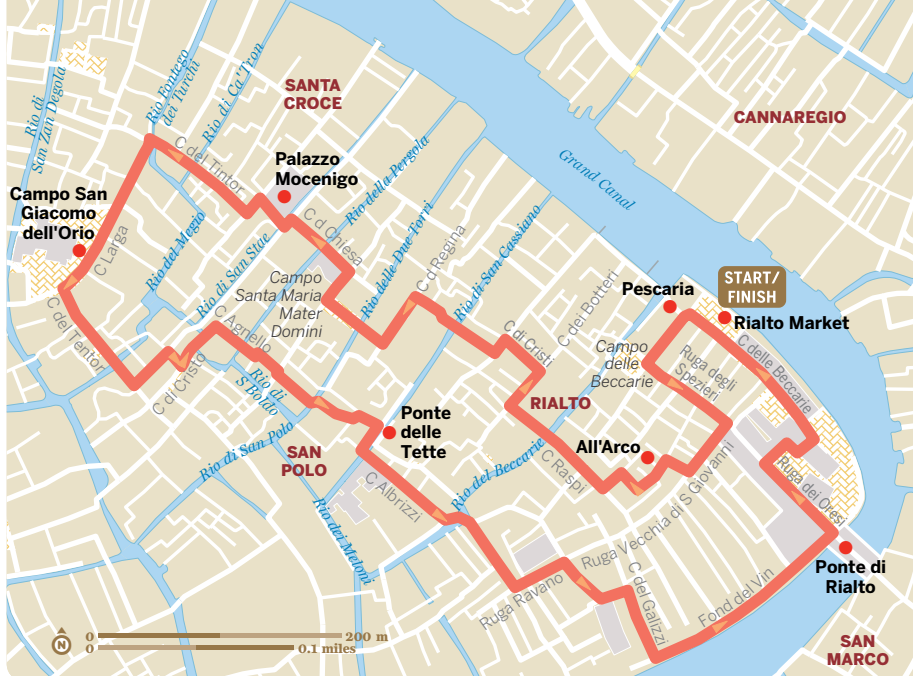 SANTA
CROCE
CANNAREGIO
Rio di
San Zan Degola
Rio Fontego
dei Turchi
Rio di Ca'Tron
C del Tintor
Palazzo
Mocenigo
Rio della Pergola
Grand Canal
Campo San
Giacomo
dell'Orio
C Larga
Rio del Megio
Rio di San Stae
C d Chiesa
Rio delle Due Torri
C d Regina
Rio di San Cassiano
Campo
Santa Maria
Mater
Domini
C dei Botteri
Pescaria
START/
FINISH
Rialto Market
C del Tentor
C di Cristo
C Agnello
Rio di
S Boldo
C di Cristi
Campo
delle
Beccarie
Ruga degli
Spezieri
C delle Beccarie
RIALTO
Ponte
delle
Tette
All'Arco
SAN
POLO
Rio di San Polo
Rio dei Meloni
C Albrizzi
Rio del Beccarie
C Raspi
Ruga Vecchia di S Giovanni
Ruga dei Oresi
Ruga Ravano
C del Galizzi
Fond del Vin
Ponte di
Rialto
SAN
MARCO
N
0 200 m
0 0.1 miles